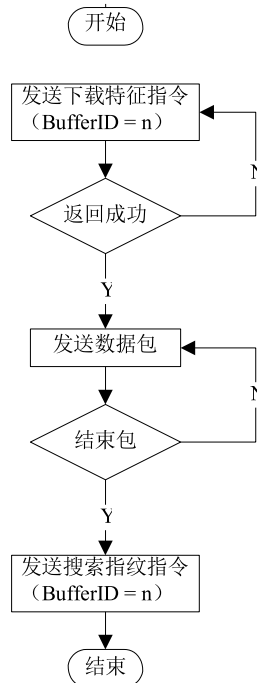 开始
发送下载特征指令
（BufferID = n）
N
返回成功
Y
发送数据包
N
结束包
Y
发送搜索指纹指令
（BufferID = n）
结束